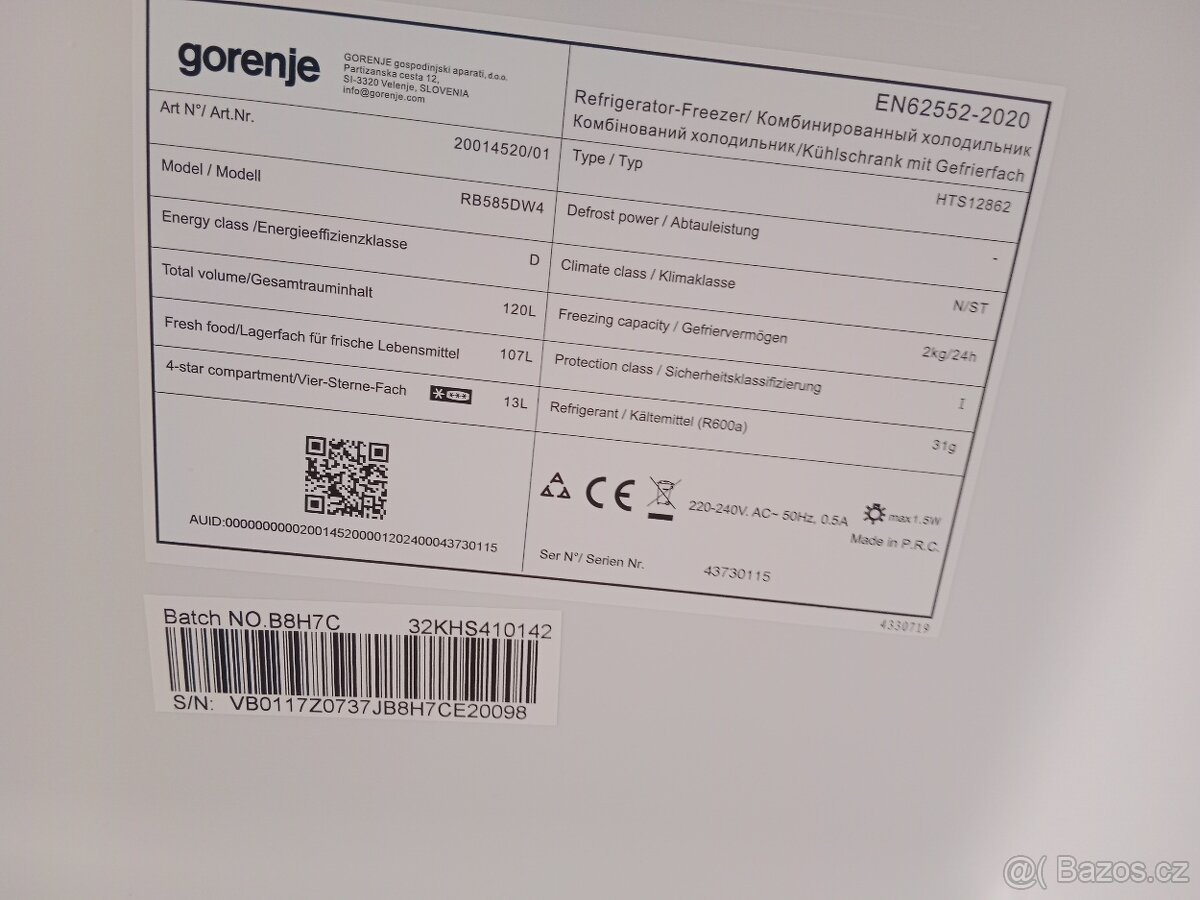 gorenje
GORENJE gospodinjski aparati, d.o.o.
Partizanska cesta 12,
SI-3320 Velenje, SLOVENIA
info@gorenje.com
EN62552-2020
Refrigerator-Freezer/ Комбинированный холодильник
Комбінований холодильник/Kühlschrank mit Gefrierfach
Art N°/ Art.Nr.
20014520/01
Model / Modell
RB585DW4
Energy class /Energieeffizienzklasse
D
Total volume/Gesamtrauminhalt
120L
Fresh food/Lagerfach für frische Lebensmittel
107L
4-star compartment/Vier-Sterne-Fach
13L
Type / Typ
HTS12862
Defrost power / Abtauleistung
-
Climate class / Klimaklasse
N/ST
Freezing capacity / Gefriervermögen
2kg/24h
Protection class / Sicherheitsklassifizierung
I
Refrigerant / Kältemittel (R600a)
31g
AUID:0000000000200145200001202400043730115
CE
220-240V. AC~ 50Hz, 0.5A
max1.5W
Made in P.R.C.
Ser N°/ Serien Nr.
43730115
4330719
Batch NO.B8H7C
32KHS410142
S/N: VB0117Z0737JB8H7CE20098
@( Bazos.cz